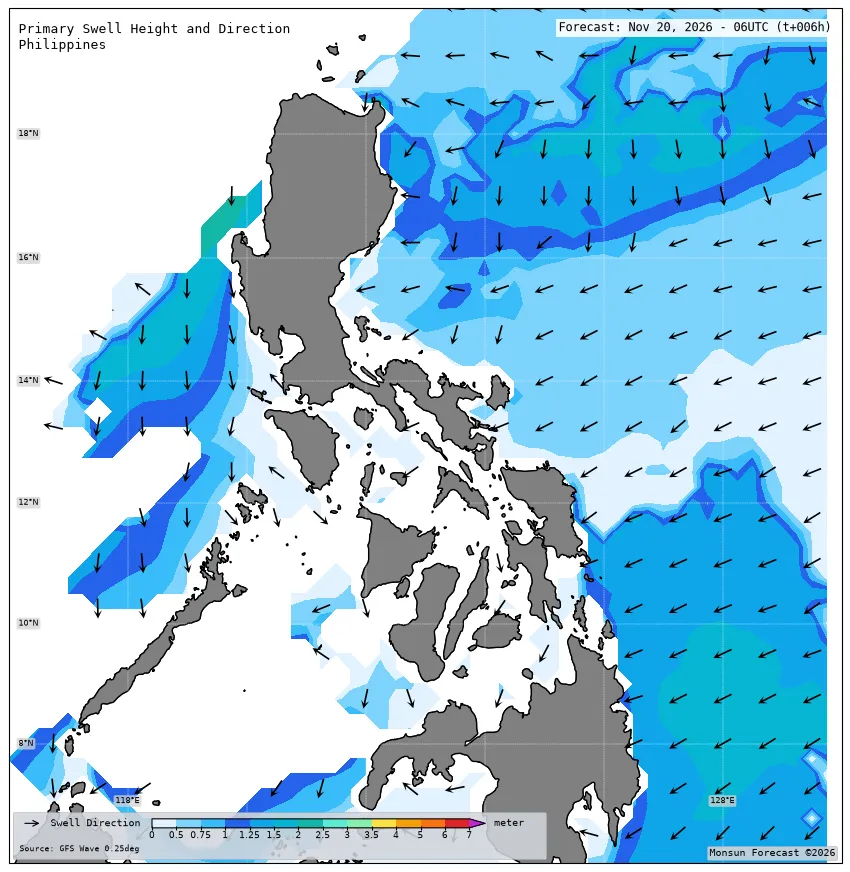 Primary Swell Height and Direction
Philippines
Forecast: Nov 20, 2026 - 06UTC (t+006h)
18°N
16°N
14°N
12°N
10°N
8°N
118°E
128°E
Swell Direction
0 0.5 0.75 1 1.25 1.5 2 2.5 3 3.5 4 5 6 7
meter
Source: GFS Wave 0.25deg
Monsun Forecast ©2026